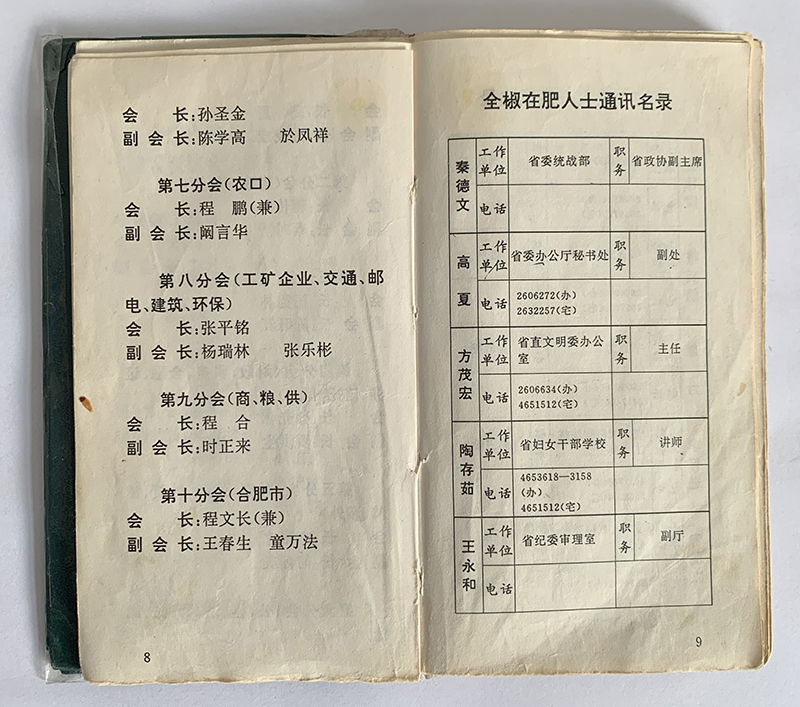 会　　长:孙圣金
副 会 长:陈学高　於凤祥
第七分会(农口)
会　　长:程　鹏(兼)
副 会 长:阚言华
第八分会(工矿企业、交通、邮
电、建筑、环保)
会　　长:张平铭
副 会 长:杨瑞林　张乐彬
第九分会(商、粮、供)
会　　长:程　合
副 会 长:时正来
第十分会(合肥市)
会　　长:程文长(兼)
副 会 长:王春生　童万法
8
全椒在肥人士通讯名录
秦德文
工作单位
省委统战部
职务
省政协副主席
电话
高夏
工作单位
省委办公厅秘书处
职务
副处
电话
2606272(办)
2632257(宅)
方茂宏
工作单位
省直文明委办公
室
职务
主任
电话
2606634(办)
4651512(宅)
陶存茹
工作单位
省妇女干部学校
职务
讲师
电话
4653618—3158
(办)
4651512(宅)
王永和
工作单位
省纪委审理室
职务
副厅
电话
9